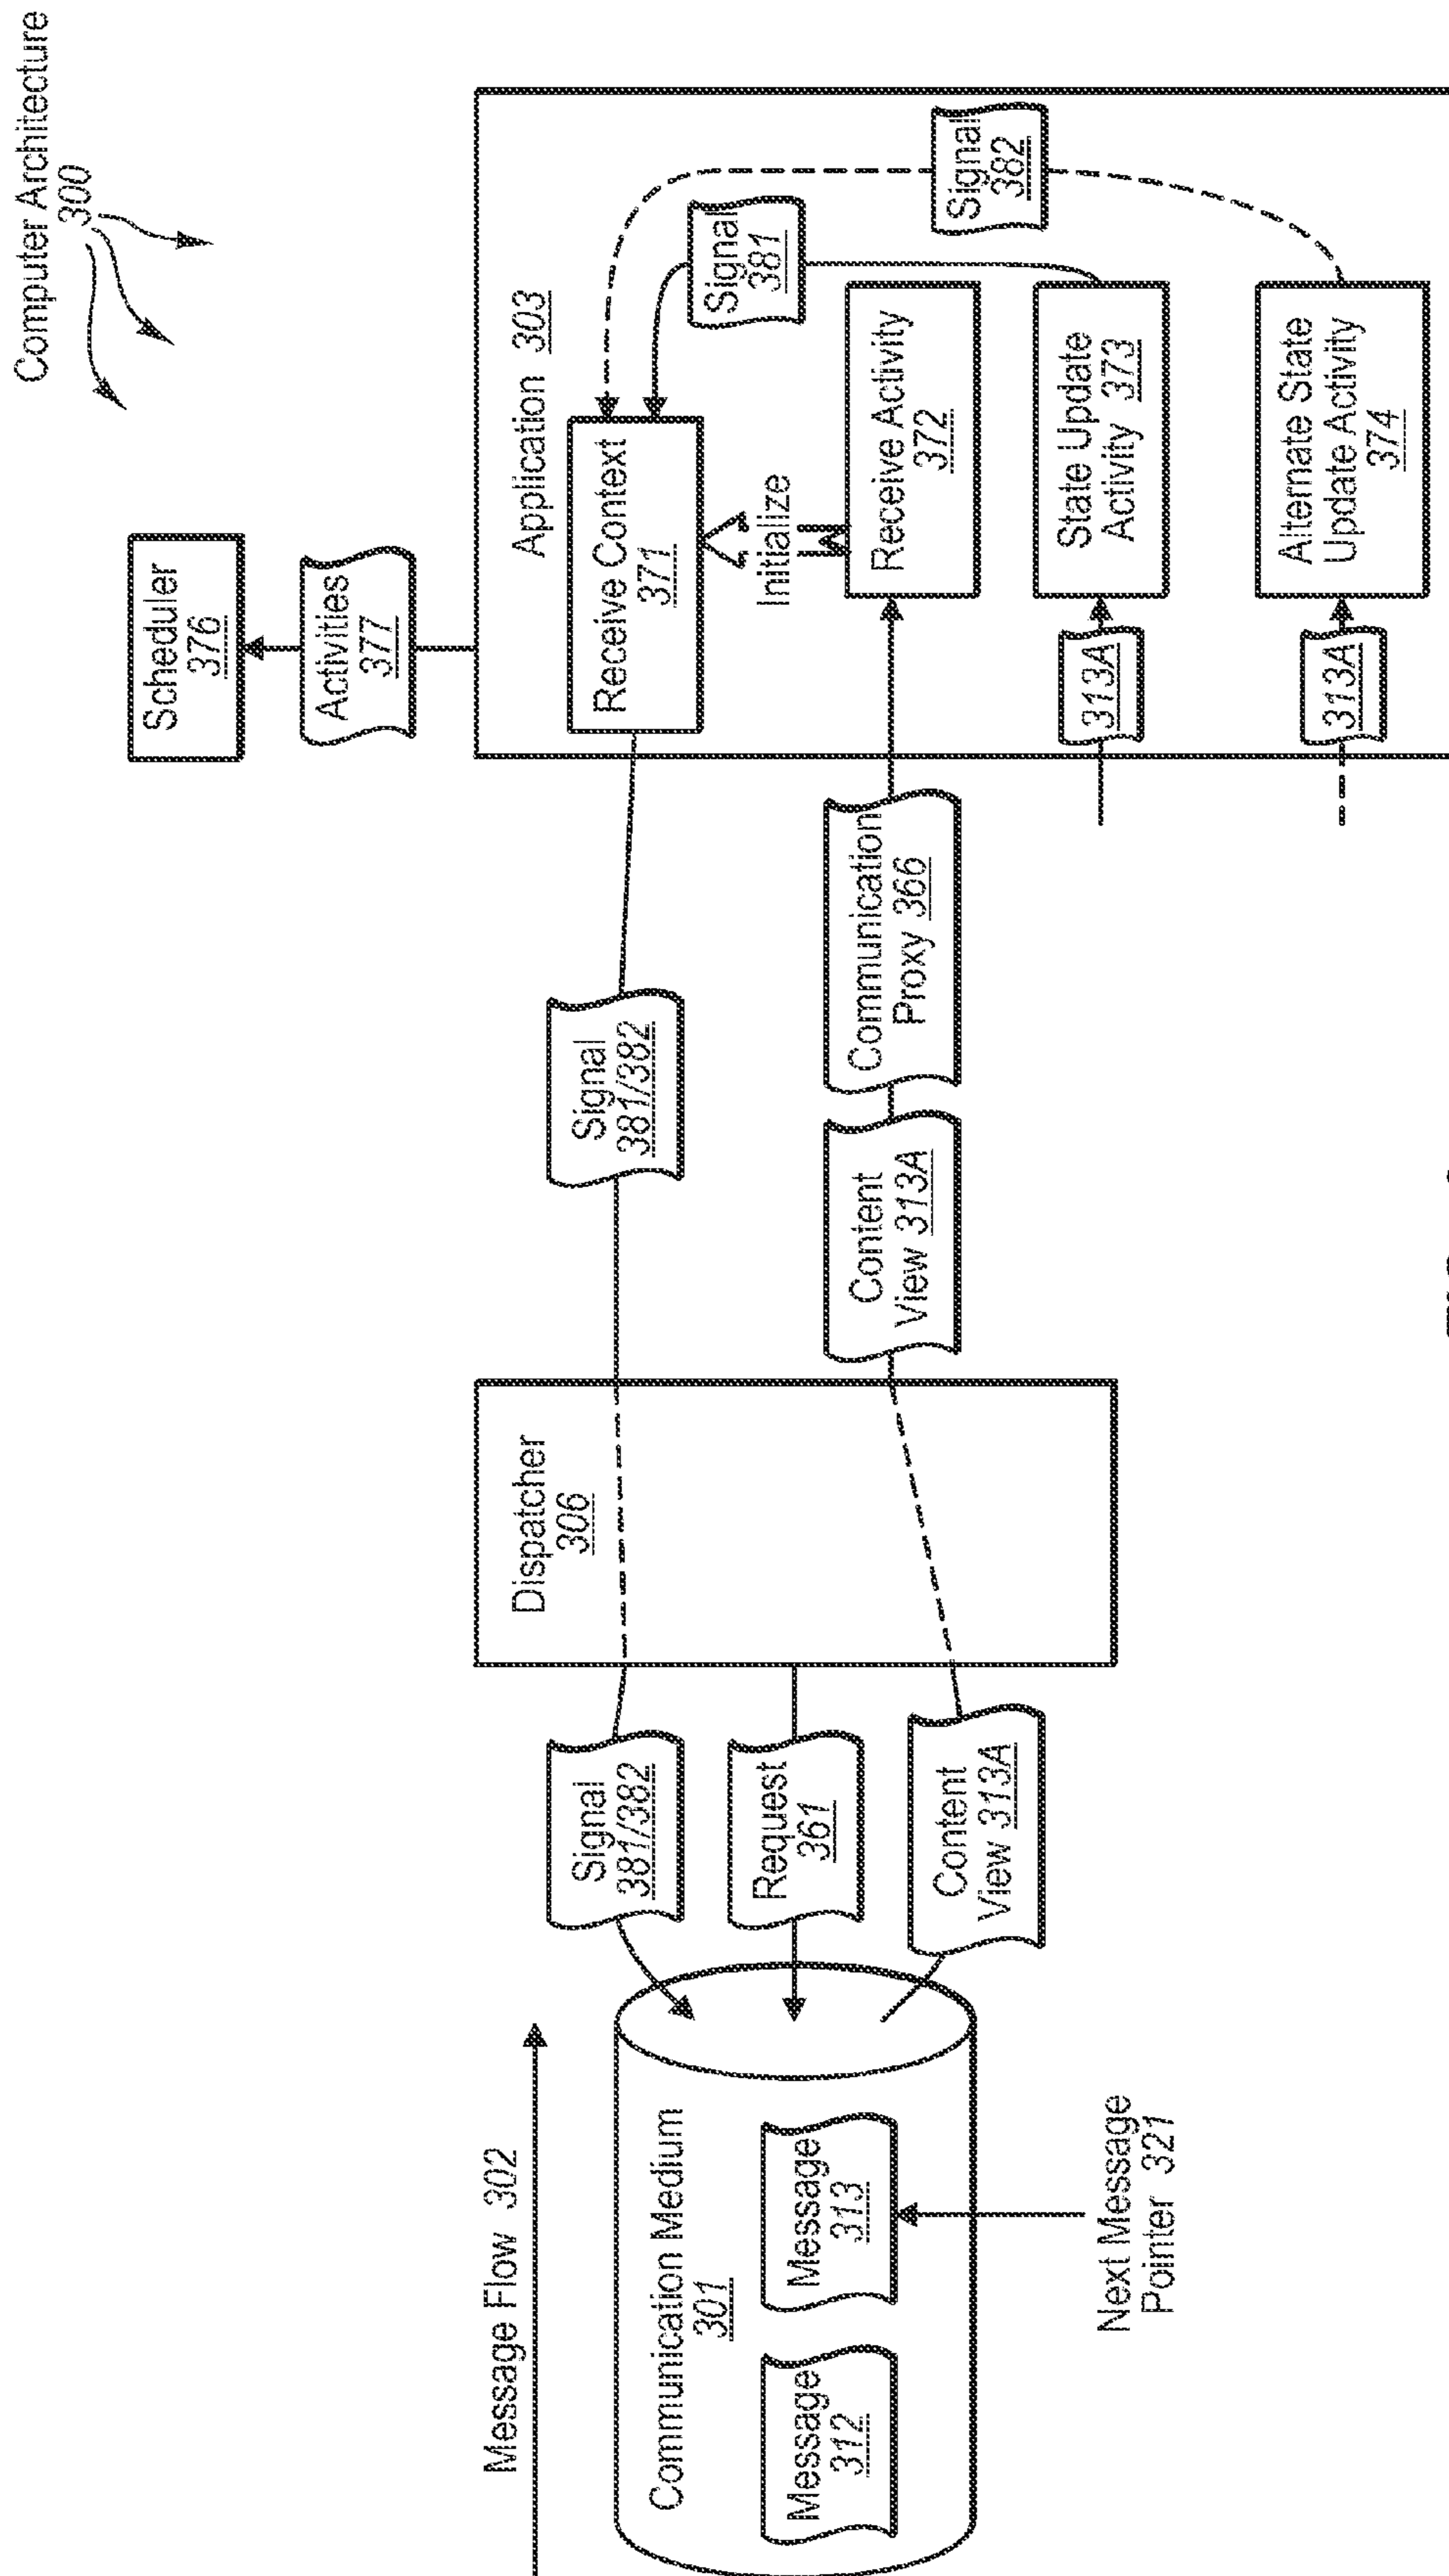 Computer Architecture
300
Scheduler
376
Activities
377
Message Flow 302
Communication Medium
301
Message
312
Message
313
Next Message
Pointer 321
Signal
381/382
Request
361
Content
View 313A
Dispatcher
306
Signal
381/382
Content
View 313A
Communication
Proxy 366
Application 303
Receive Context
371
Initialize
Receive Activity
372
Signal
381
Signal
382
313A
State Update
Activity 373
313A
Alternate State
Update Activity
374